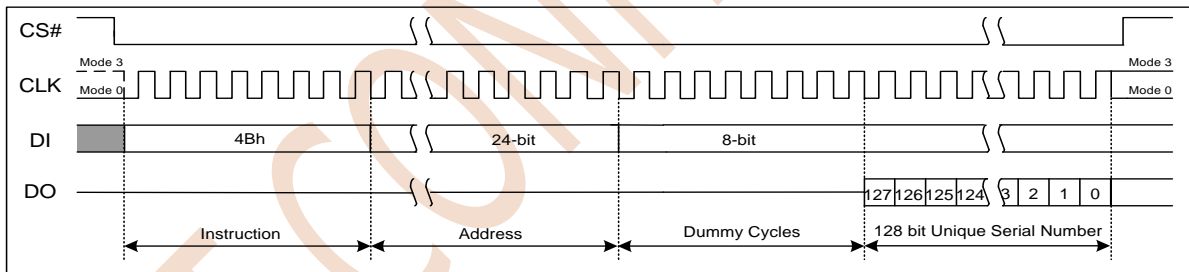 CS#
Mode 3
Mode 3
CLK
Mode 0
Mode 0
DI
4Bh
24-bit
8-bit
DO
127 126 125 124 3 2 1 0
Instruction
Address
Dummy Cycles
128 bit Unique Serial Number